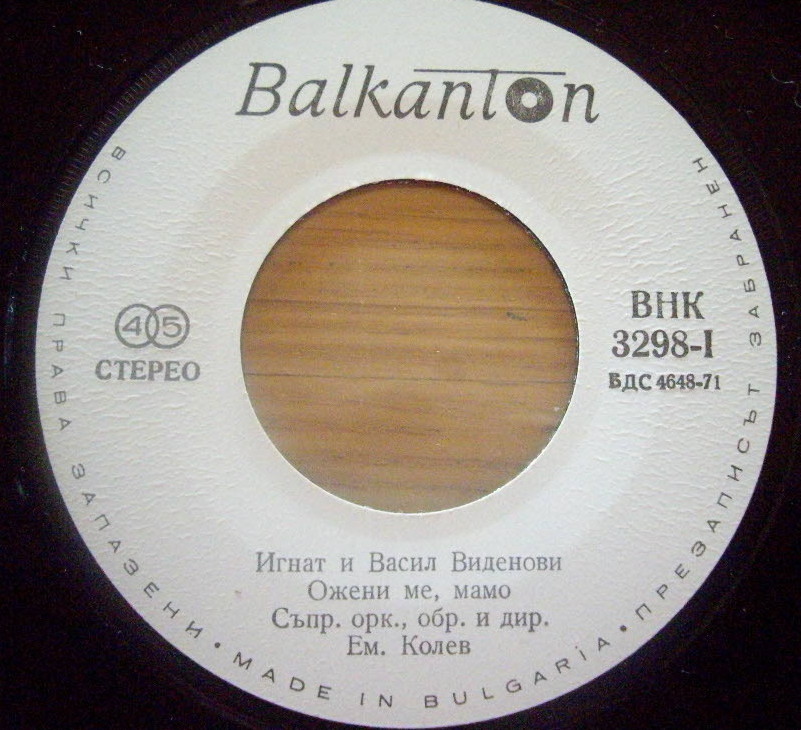 Balkanton
45
СТЕРЕО
ВНК
3298-I
БДС 4648-71
Игнат и Васил Виденови
Ожени ме, мамо
Съпр. орк., обр. и дир.
Ем. Колев
ВСИЧКИ ПРАВА ЗАПАЗЕНИ • MADE IN BULGARiA • ПРЕЗАПИСЪТ ЗАБРАНЕН